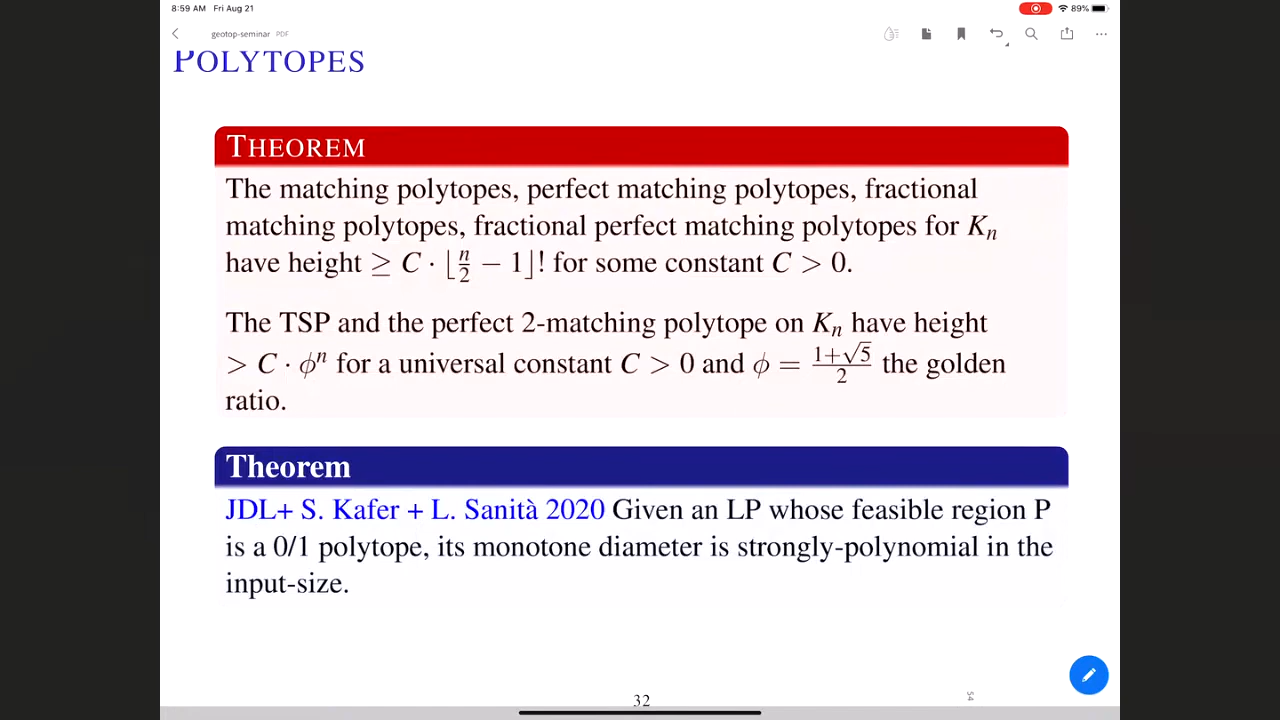 8:59 AM Fri Aug 21
89%
geotop-seminar PDF
POLYTOPES
THEOREM
The matching polytopes, perfect matching polytopes, fractional
matching polytopes, fractional perfect matching polytopes for Kₙ
have height ≥ C · ⌊n/2 − 1⌋! for some constant C > 0.
The TSP and the perfect 2-matching polytope on Kₙ have height
> C · ϕⁿ for a universal constant C > 0 and ϕ = (1+√5)/2 the golden
ratio.
Theorem
JDL+ S. Kafer + L. Sanità 2020 Given an LP whose feasible region P
is a 0/1 polytope, its monotone diameter is strongly-polynomial in the
input-size.
32